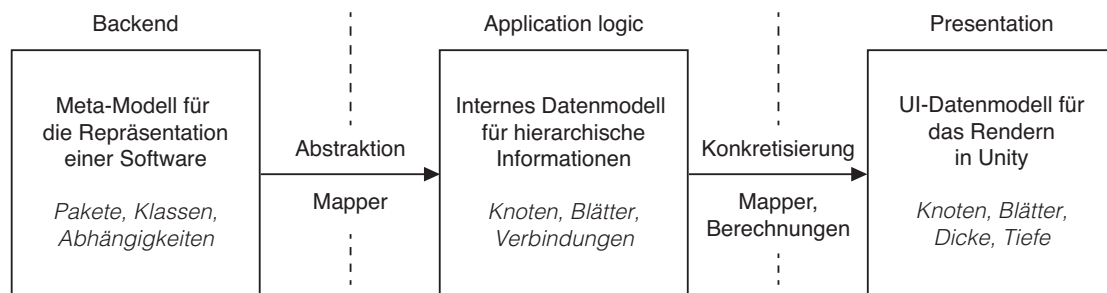 Backend
Application logic
Presentation
Meta-Modell für
die Repräsentation
einer Software
Pakete, Klassen,
Abhängigkeiten
Abstraktion
Mapper
Internes Datenmodell
für hierarchische
Informationen
Knoten, Blätter,
Verbindungen
Konkretisierung
Mapper,
Berechnungen
UI-Datenmodell für
das Rendern
in Unity
Knoten, Blätter,
Dicke, Tiefe